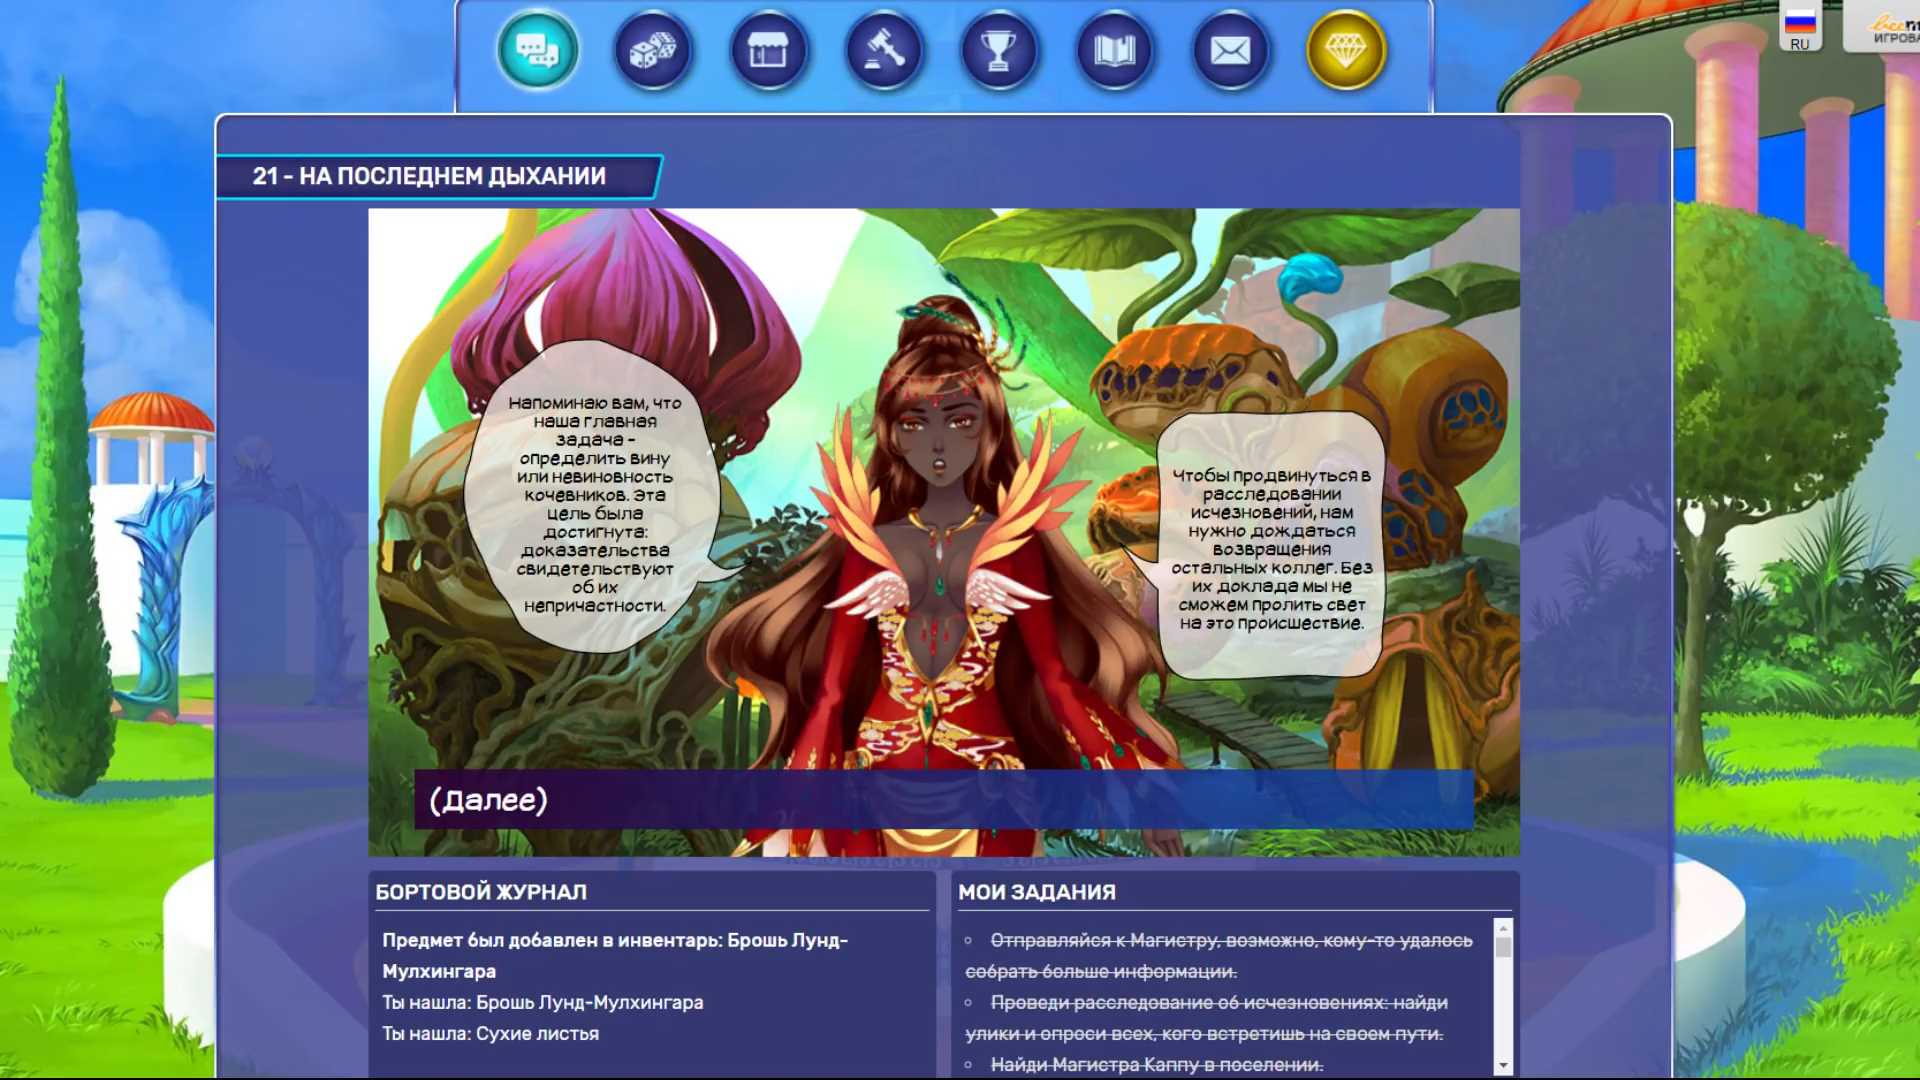 RU
ИГРОВА
21 - НА ПОСЛЕДНЕМ ДЫХАНИИ
Напоминаю вам, что
наша главная
задача -
определить вину
или невиновность
кочевников. Эта
цель была
достигнута:
доказательства
свидетельствуют
об их
непричастности.
Чтобы продвинуться в
расследовании
исчезновений, нам
нужно дождаться
возвращения
остальных коллег. Без
их доклада мы не
сможем пролить свет
на это происшествие.
(Далее)
БОРТОВОЙ ЖУРНАЛ
Предмет был добавлен в инвентарь: Брошь Лунд-
Мулхингара
Ты нашла: Брошь Лунд-Мулхингара
Ты нашла: Сухие листья
МОИ ЗАДАНИЯ
Отправляйся к Магистру, возможно, кому-то удалось
собрать больше информации.
Проведи расследование об исчезновениях: найди
улики и опроси всех, кого встретишь на своем пути.
Найди Магистра Каппу в поселении.